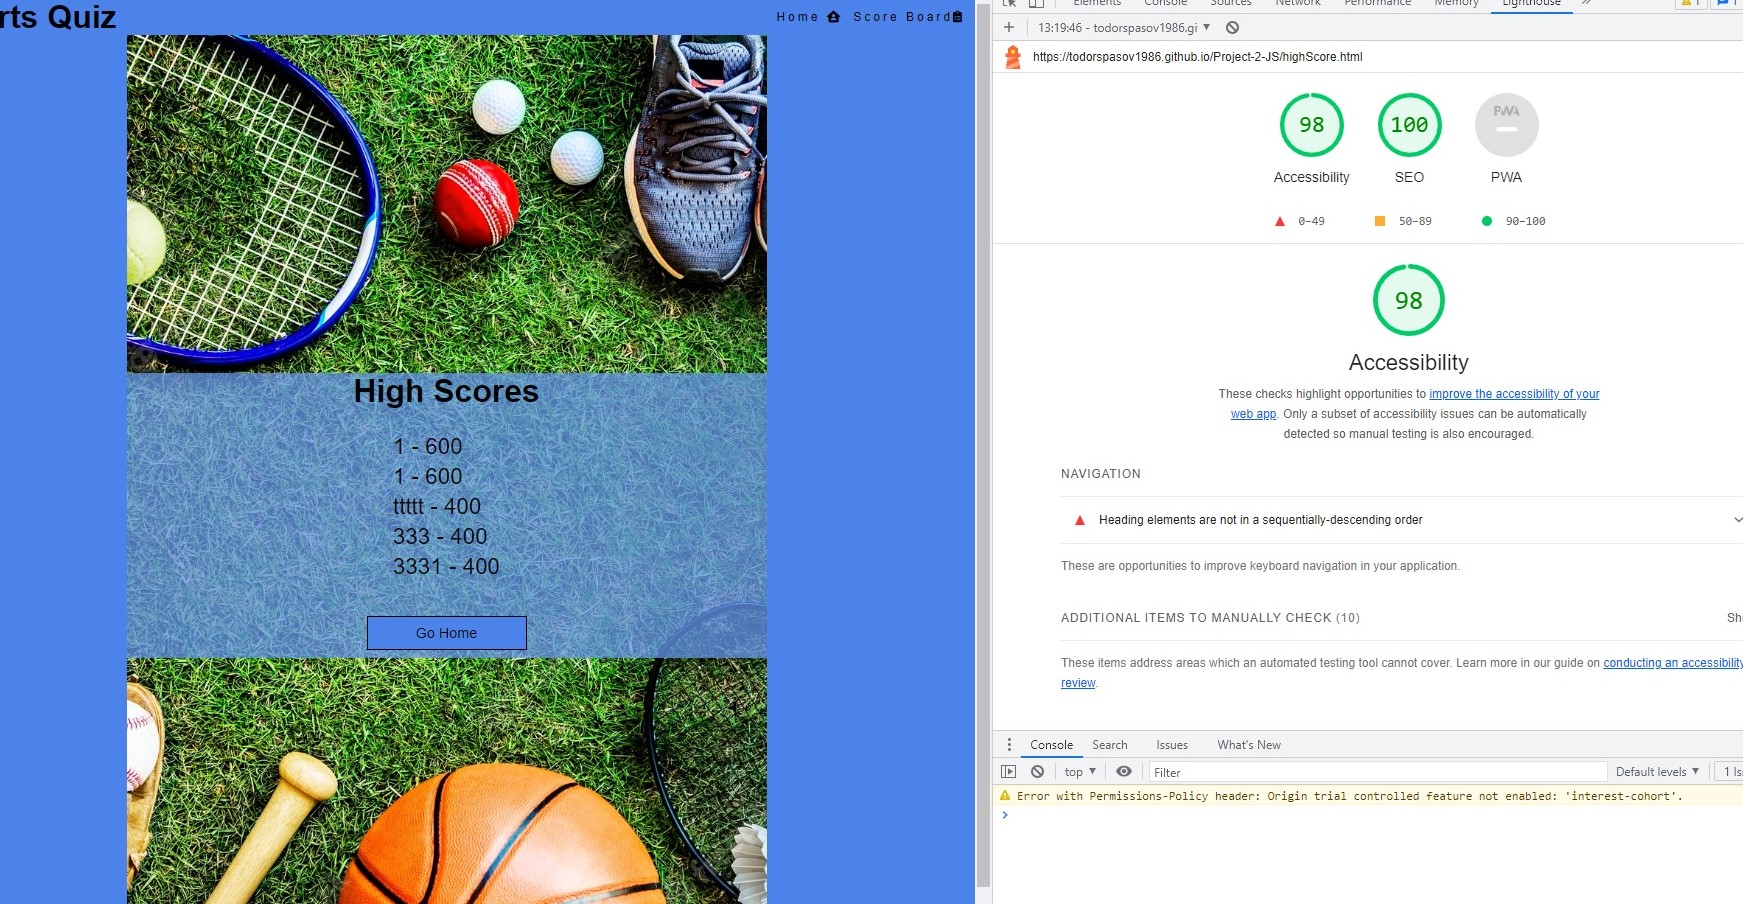 rts Quiz
Home Score Board
High Scores
1 - 600
1 - 600
ttttt - 400
333 - 400
3331 - 400
Go Home
Elements Console Sources Network Performance Memory Lighthouse » 1 1
+ 13:19:46 - todorspasov1986.gi ▼
https://todorspasov1986.github.io/Project-2-JS/highScore.html
98 100 PWA
Accessibility SEO PWA
0–49 50–89 90–100
98
Accessibility
These checks highlight opportunities to improve the accessibility of your
web app. Only a subset of accessibility issues can be automatically
detected so manual testing is also encouraged.
NAVIGATION
Heading elements are not in a sequentially-descending order
These are opportunities to improve keyboard navigation in your application.
ADDITIONAL ITEMS TO MANUALLY CHECK (10) Sh
These items address areas which an automated testing tool cannot cover. Learn more in our guide on conducting an accessibility
review.
Console Search Issues What's New
top ▼ Filter Default levels ▼ 1 Is
Error with Permissions-Policy header: Origin trial controlled feature not enabled: 'interest-cohort'.
>